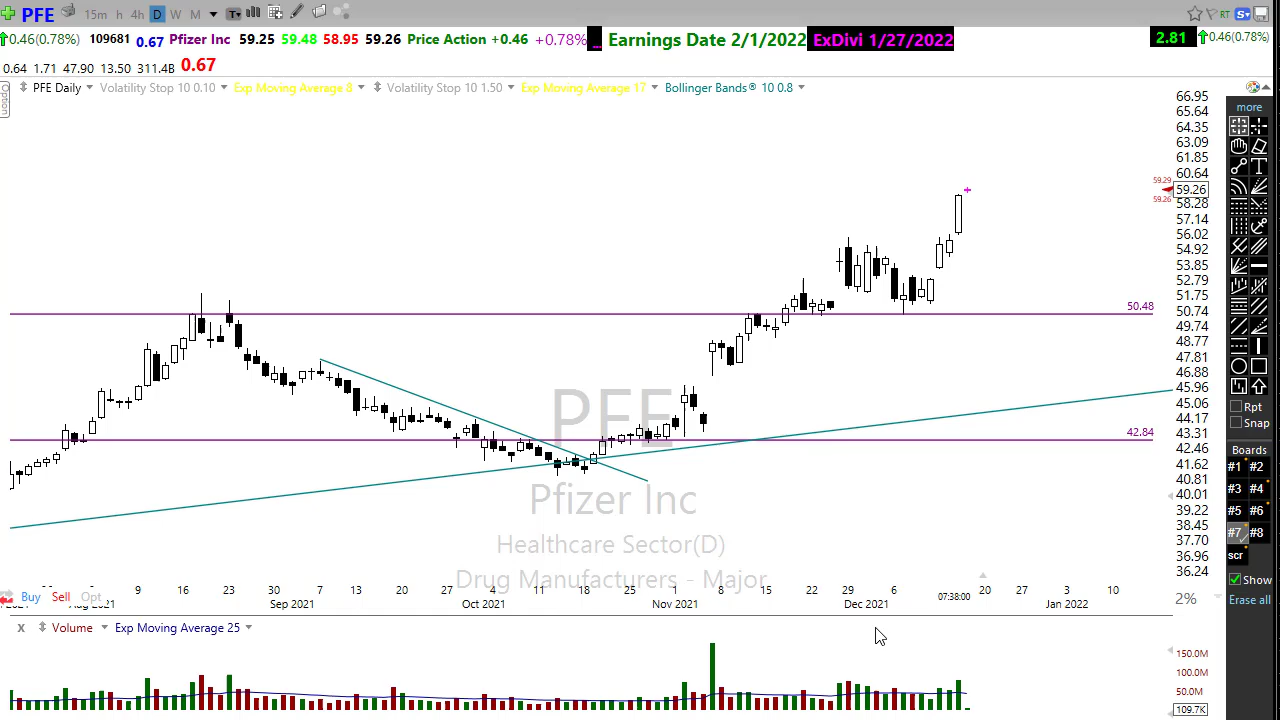 PFE 15m h 4h D W M T RT S
0.46(0.78%) 109681 0.67 Pfizer Inc 59.25 59.48 58.95 59.26 Price Action +0.46 +0.78% ... Earnings Date 2/1/2022 ExDivi 1/27/2022 2.81 0.46(0.78%)
0.64 1.71 47.90 13.50 311.4B 0.67
Option PFE Daily Volatility Stop 10 0.10 Exp Moving Average 8 Volatility Stop 10 1.50 Exp Moving Average 17 Bollinger Bands® 10 0.8
66.95
more
65.64
64.35
63.09
61.85
60.64
59.29
59.26
59.26
58.28
57.14
56.02
54.92
53.85
52.79
51.75
50.48
50.74
49.74
48.77
47.81
46.88
45.96
45.06
44.17
42.84
43.31
42.46
41.62
40.81
40.01
39.22
38.45
37.70
36.96
36.24
Rpt
Snap
Boards
#1 #2
#3 #4
#5 #6
#7 #8
scr
Show
Erase all
PFE
Pfizer Inc
Healthcare Sector(D)
Drug Manufacturers - Major
9 16 23 30 7 13 20 27 4 11 18 25 1 8 15 22 29 6 07:38:00 20 27 3 10
Buy Sell Opt
2021 Aug 2021 Sep 2021 Oct 2021 Nov 2021 Dec 2021 Jan 2022
2%
X Volume Exp Moving Average 25
150.0M
100.0M
50.0M
109.7K